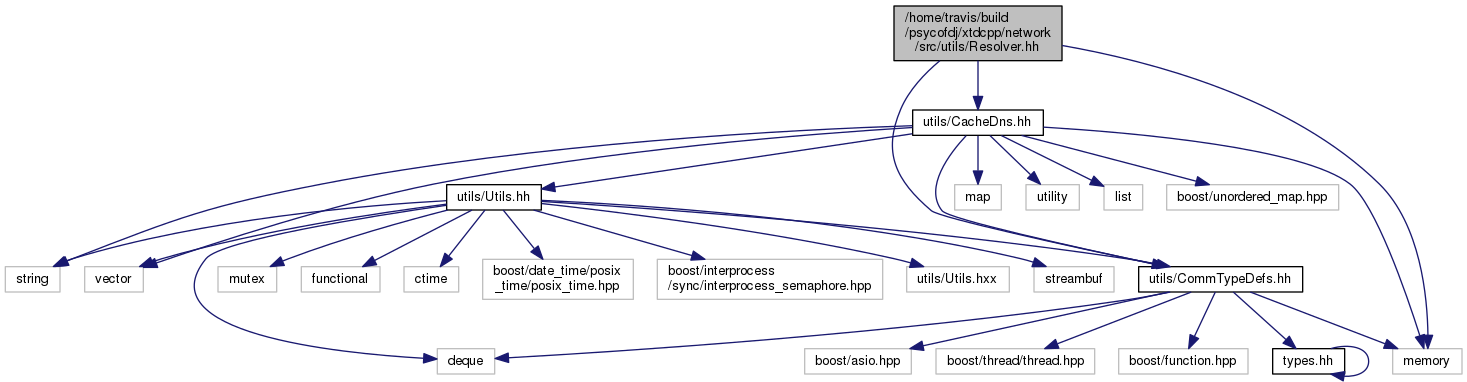 /home/travis/build
/psycofdj/xtdcpp/network
/src/utils/Resolver.hh
utils/CacheDns.hh
utils/Utils.hh
map
utility
list
boost/unordered_map.hpp
string
vector
mutex
functional
ctime
boost/date_time/posix
_time/posix_time.hpp
boost/interprocess
/sync/interprocess_semaphore.hpp
utils/Utils.hxx
streambuf
utils/CommTypeDefs.hh
deque
boost/asio.hpp
boost/thread/thread.hpp
boost/function.hpp
types.hh
memory